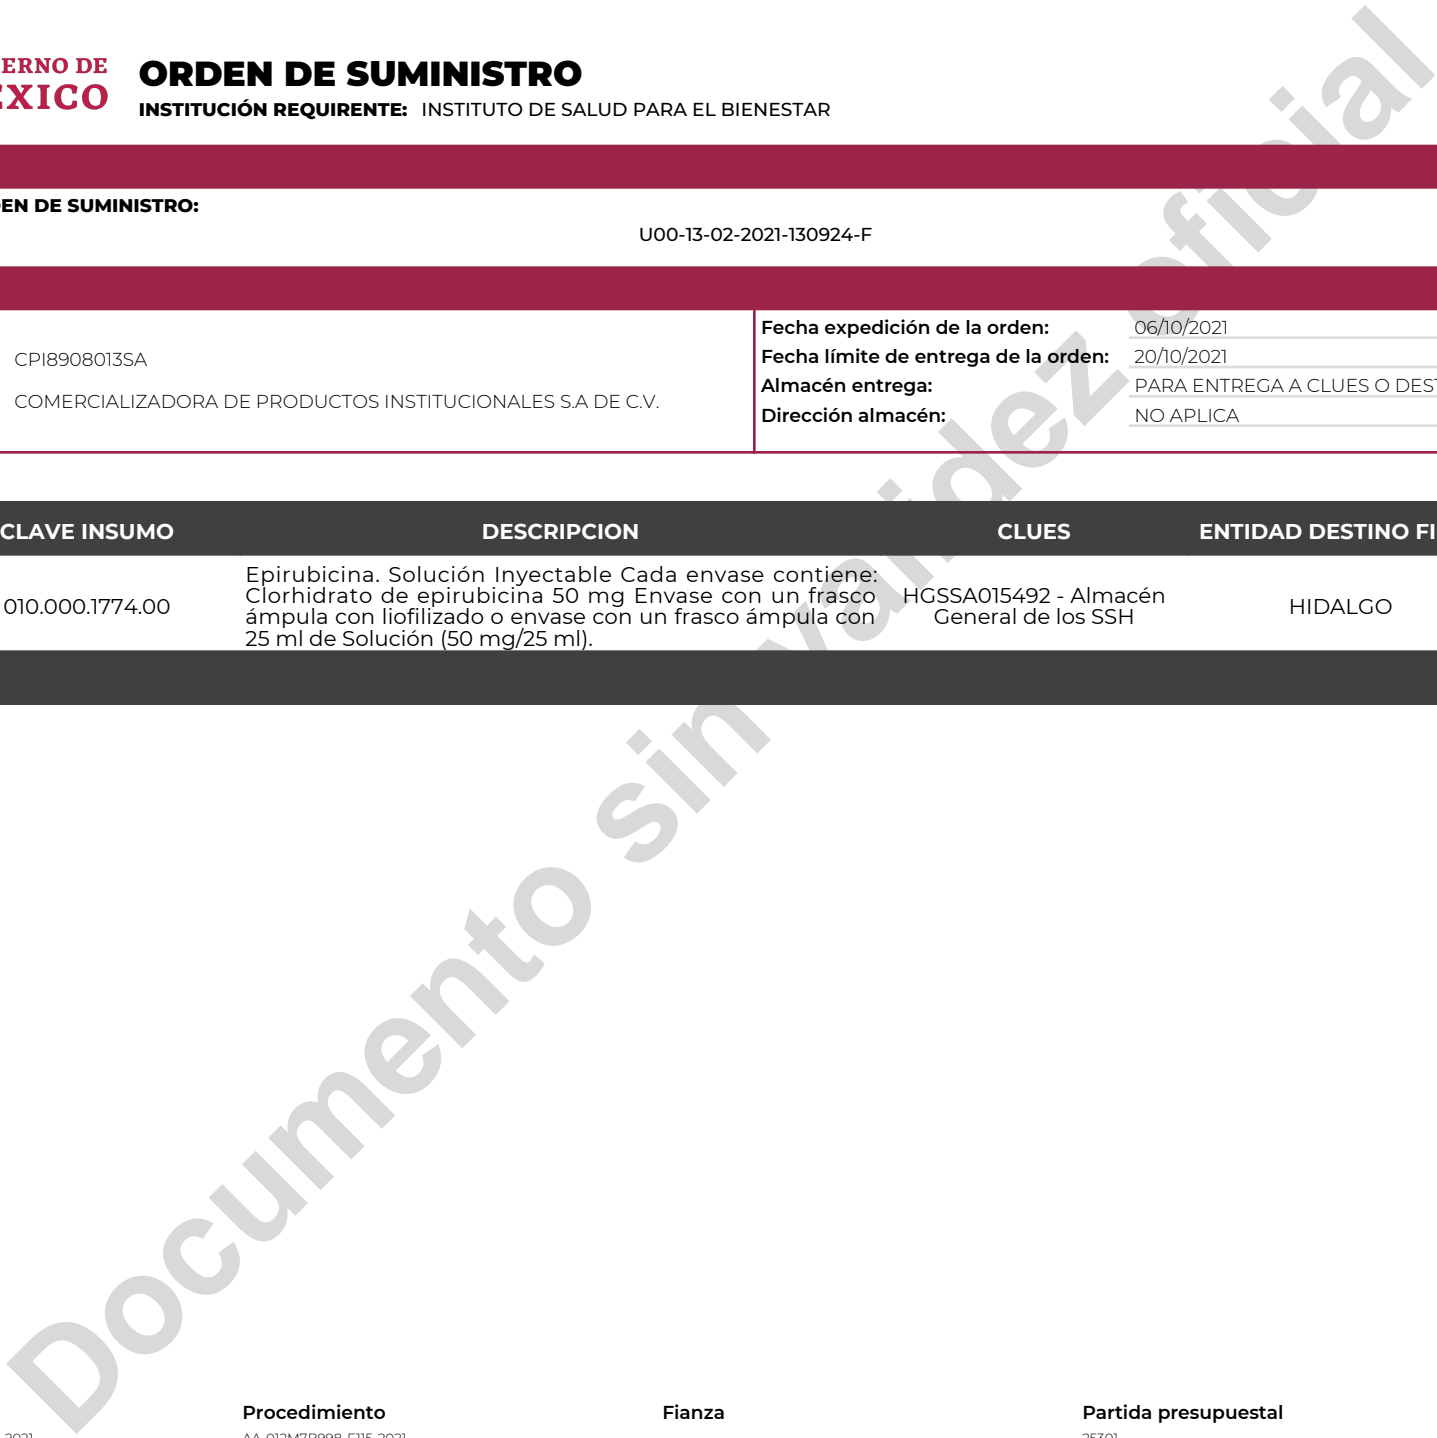 ERNO DE
EXICO
ORDEN DE SUMINISTRO
INSTITUCIÓN REQUIRENTE: INSTITUTO DE SALUD PARA EL BIENESTAR
EN DE SUMINISTRO:
U00-13-02-2021-130924-F
CPI8908013SA
COMERCIALIZADORA DE PRODUCTOS INSTITUCIONALES S.A DE C.V.
Fecha expedición de la orden: 06/10/2021
Fecha límite de entrega de la orden: 20/10/2021
Almacén entrega: PARA ENTREGA A CLUES O DEST
Dirección almacén: NO APLICA
CLAVE INSUMO DESCRIPCION CLUES ENTIDAD DESTINO FI
010.000.1774.00
Epirubicina. Solución Inyectable Cada envase contiene:
Clorhidrato de epirubicina 50 mg Envase con un frasco
ámpula con liofilizado o envase con un frasco ámpula con
25 ml de Solución (50 mg/25 ml).
HGSSA015492 - Almacén
General de los SSH
HIDALGO
Documento sin validez oficial
Procedimiento Fianza Partida presupuestal